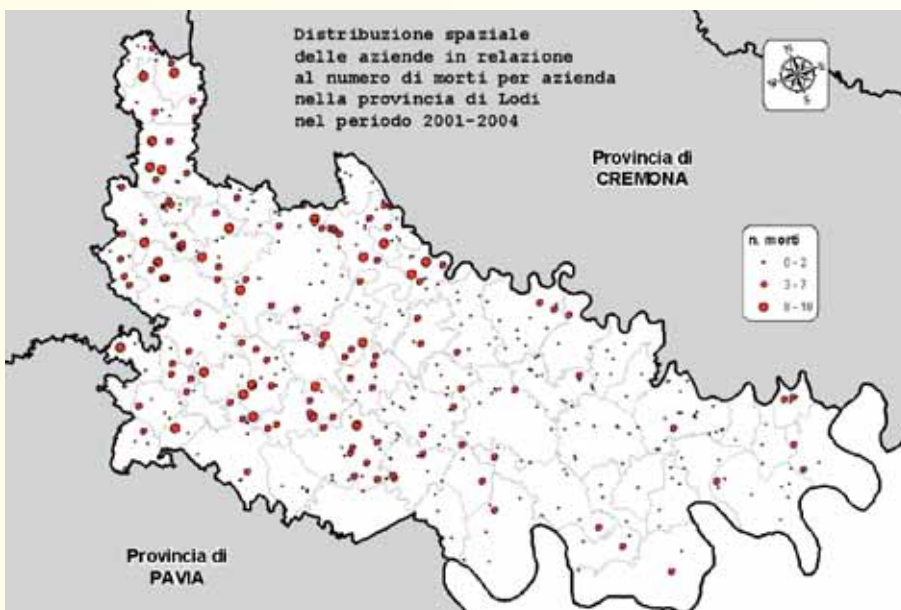 Distribuzione spaziale
delle aziende in relazione
al numero di morti per azienda
nella provincia di Lodi
nel periodo 2001-2004
N
S
Provincia di
CREMONA
n. morti
0 - 2
3 - 7
8 - 18
Provincia di
PAVIA